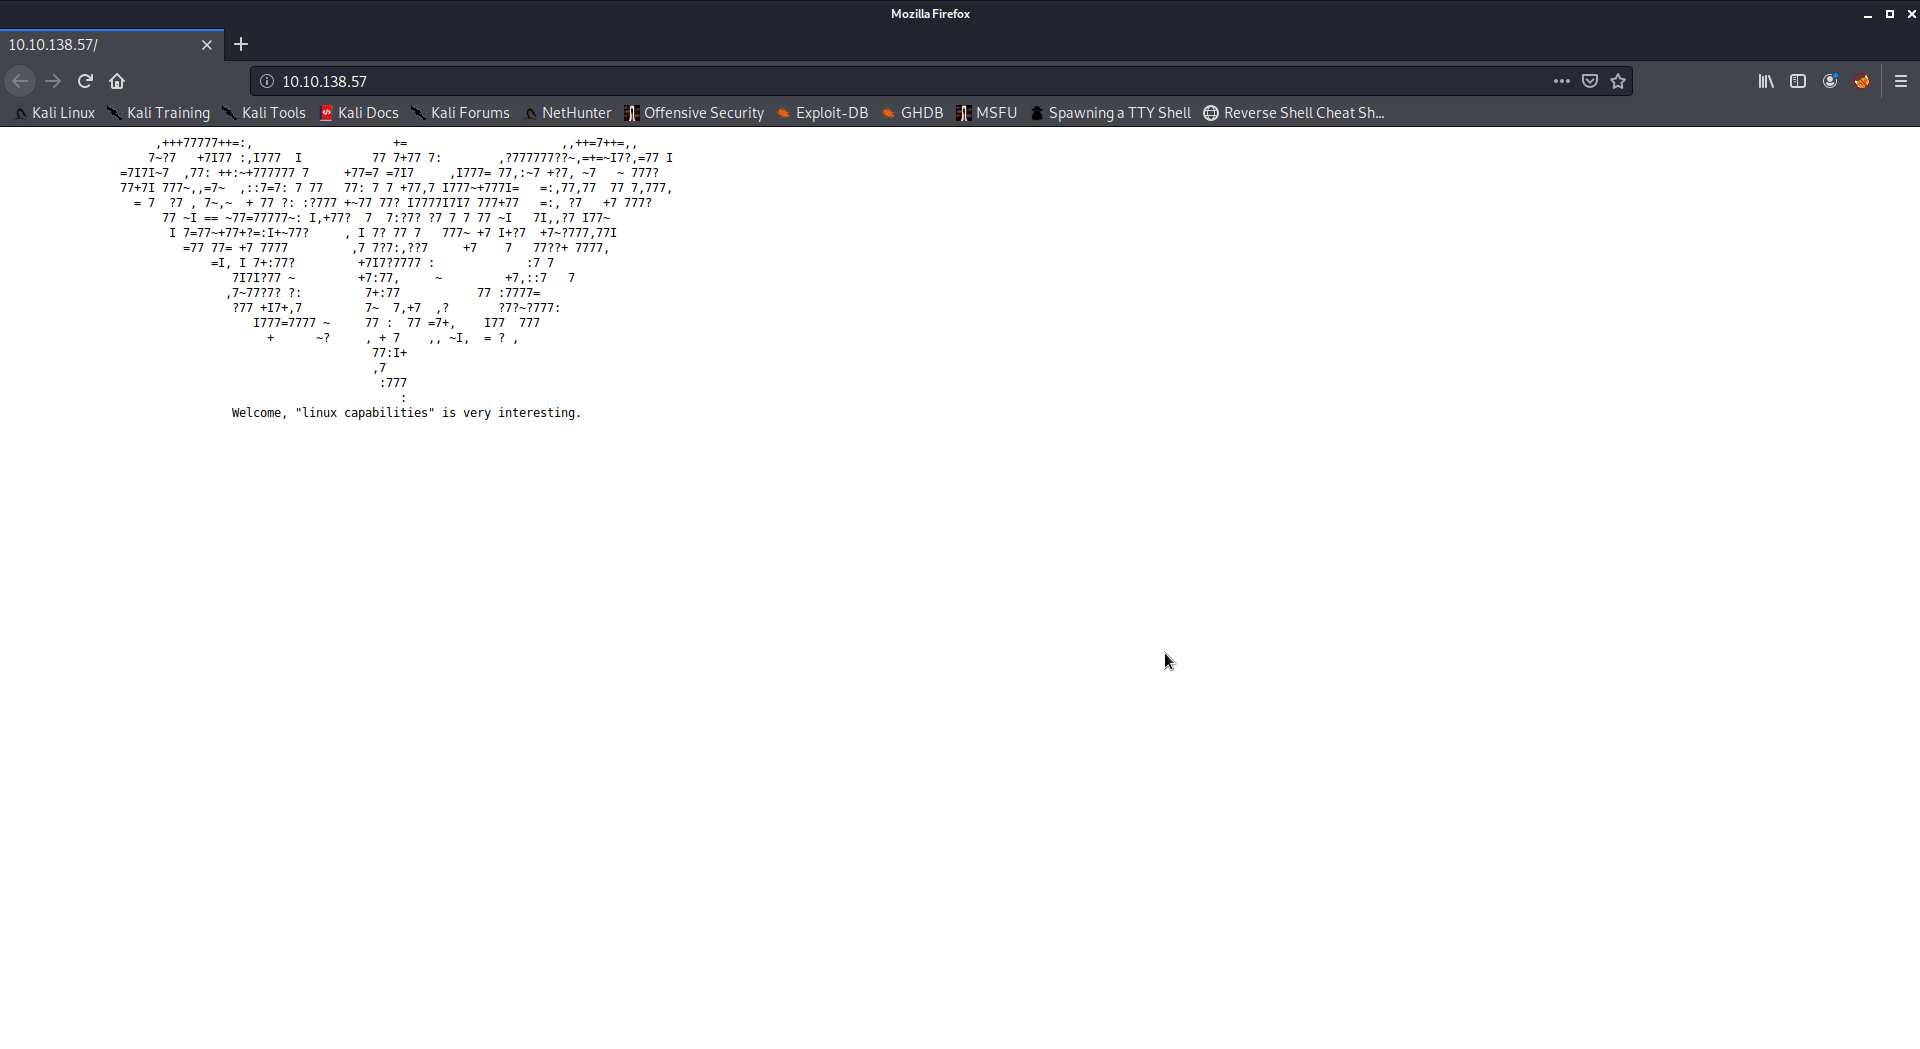 Mozilla Firefox
10.10.138.57/
10.10.138.57
Kali Linux Kali Training Kali Tools Kali Docs Kali Forums NetHunter Offensive Security Exploit-DB GHDB MSFU Spawning a TTY Shell Reverse Shell Cheat Sh...
,+++77777++=:,                    +=                      ,,++=7++=,,
7~?7   +7I77 :,I777  I          77 7+77 7:        ,?777777??~,=+=~I7?,=77 I
=7I7I~7  ,77: ++:~+777777 7     +77=7 =7I7     ,I777= 77,:~7 +?7, ~7   ~ 777?
77+7I 777~,,=7~  ,::7=7: 7 77   77: 7 7 +77,7 I777~+777I=   =:,77,77  77 7,777,
= 7  ?7 , 7~,~  + 77 ?: :?777 +~77 77? I7777I7I7 777+77   =:, ?7   +7 777?
77 ~I == ~77=77777~: I,+77?  7  7:?7? ?7 7 7 77 ~I   7I,,?7 I77~
I 7=77~+77+?=:I+~77?     , I 7? 77 7   777~ +7 I+?7  +7~?777,77I
=77 77= +7 7777         ,7 7?7:,??7     +7    7   77??+ 7777,
=I, I 7+:77?         +7I7?7777 :             :7 7
7I7I?77 ~         +7:77,     ~         +7,::7   7
,7~77?7? ?:         7+:77           77 :7777=
?77 +I7+,7         7~  7,+7  ,?       ?7?~?777:
I777=7777 ~     77 :  77 =7+,    I77  777
+      ~?     , + 7    ,, ~I,  = ? ,
77:I+
,7
:777
:
Welcome, "linux capabilities" is very interesting.